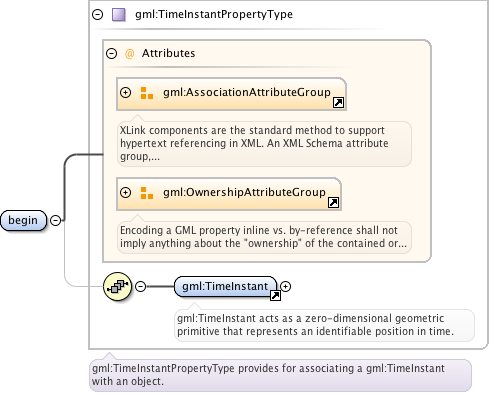 gml:TimeInstantPropertyType
@ Attributes
gml:AssociationAttributeGroup
XLink components are the standard method to support
hypertext referencing in XML. An XML Schema attribute
group,...
gml:OwnershipAttributeGroup
Encoding a GML property inline vs. by-reference shall not
imply anything about the "ownership" of the contained or...
begin
gml:TimeInstant
gml:TimeInstant acts as a zero-dimensional geometric
primitive that represents an identifiable position in time.
gml:TimeInstantPropertyType provides for associating a gml:TimeInstant
with an object.